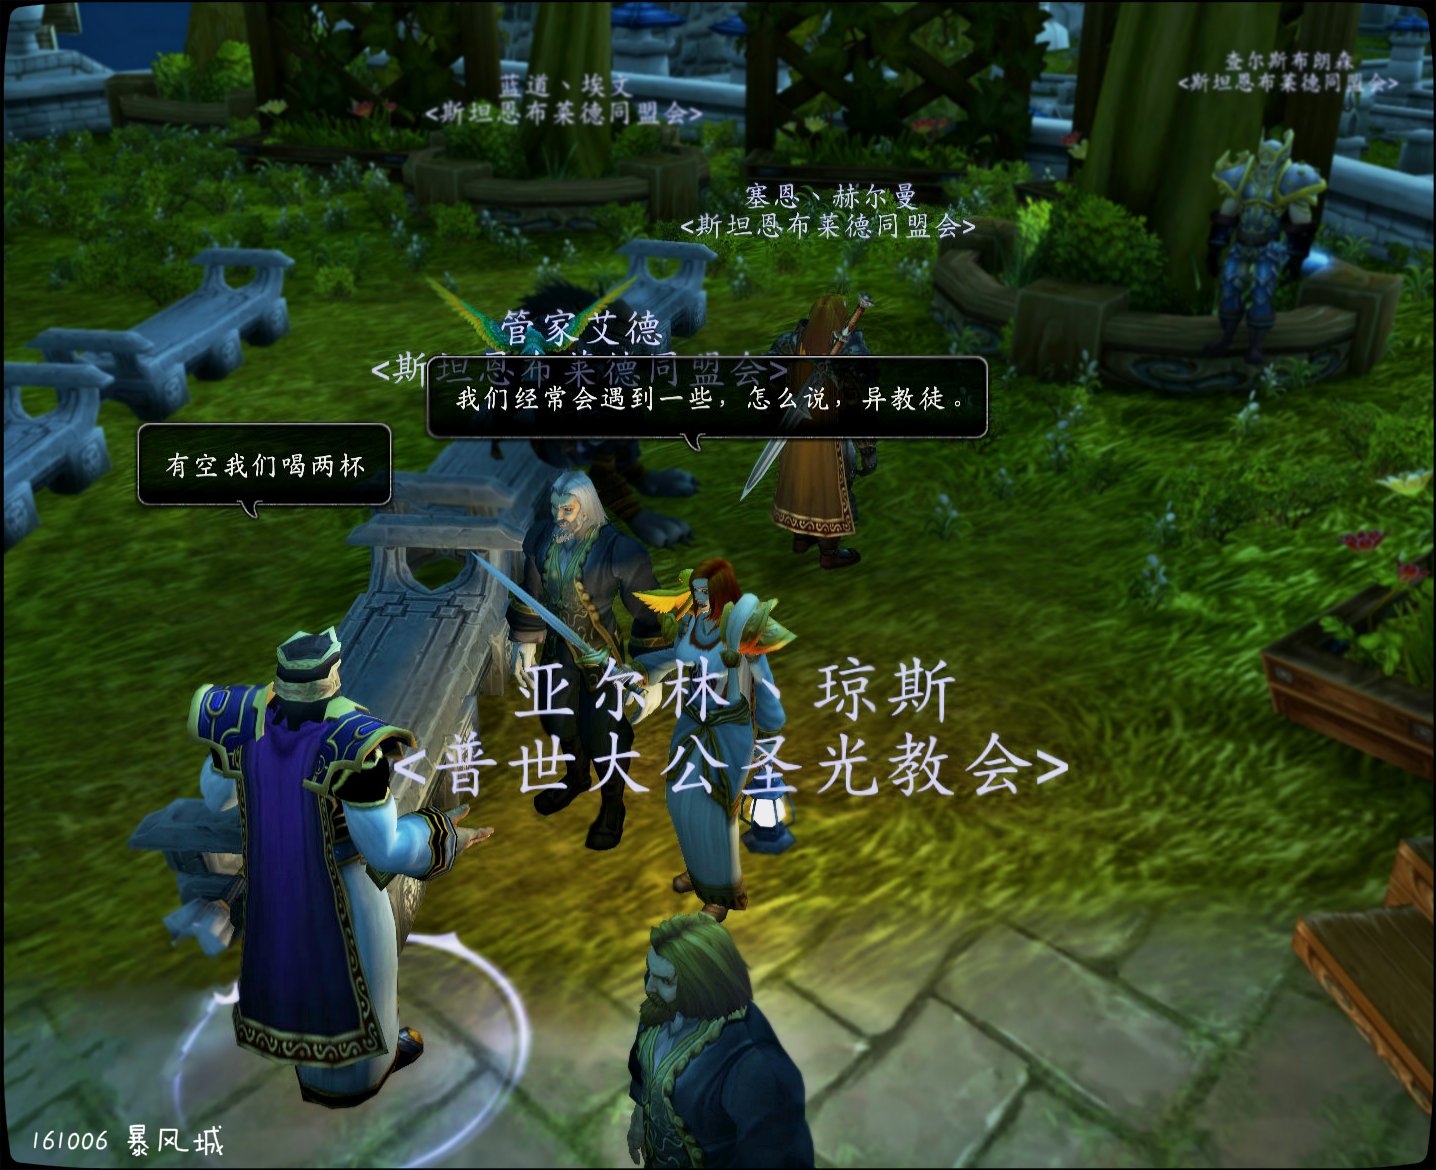 查尔斯布朗森
<斯坦恩布莱德同盟会>
蓝道、埃文
<斯坦恩布莱德同盟会>
塞恩、赫尔曼
<斯坦恩布莱德同盟会>
管家艾德
<斯坦恩布莱德同盟会>
我们经常会遇到一些，怎么说，异教徒。
有空我们喝两杯
亚尔林、琼斯
<普世大公圣光教会>
161006 暴风城